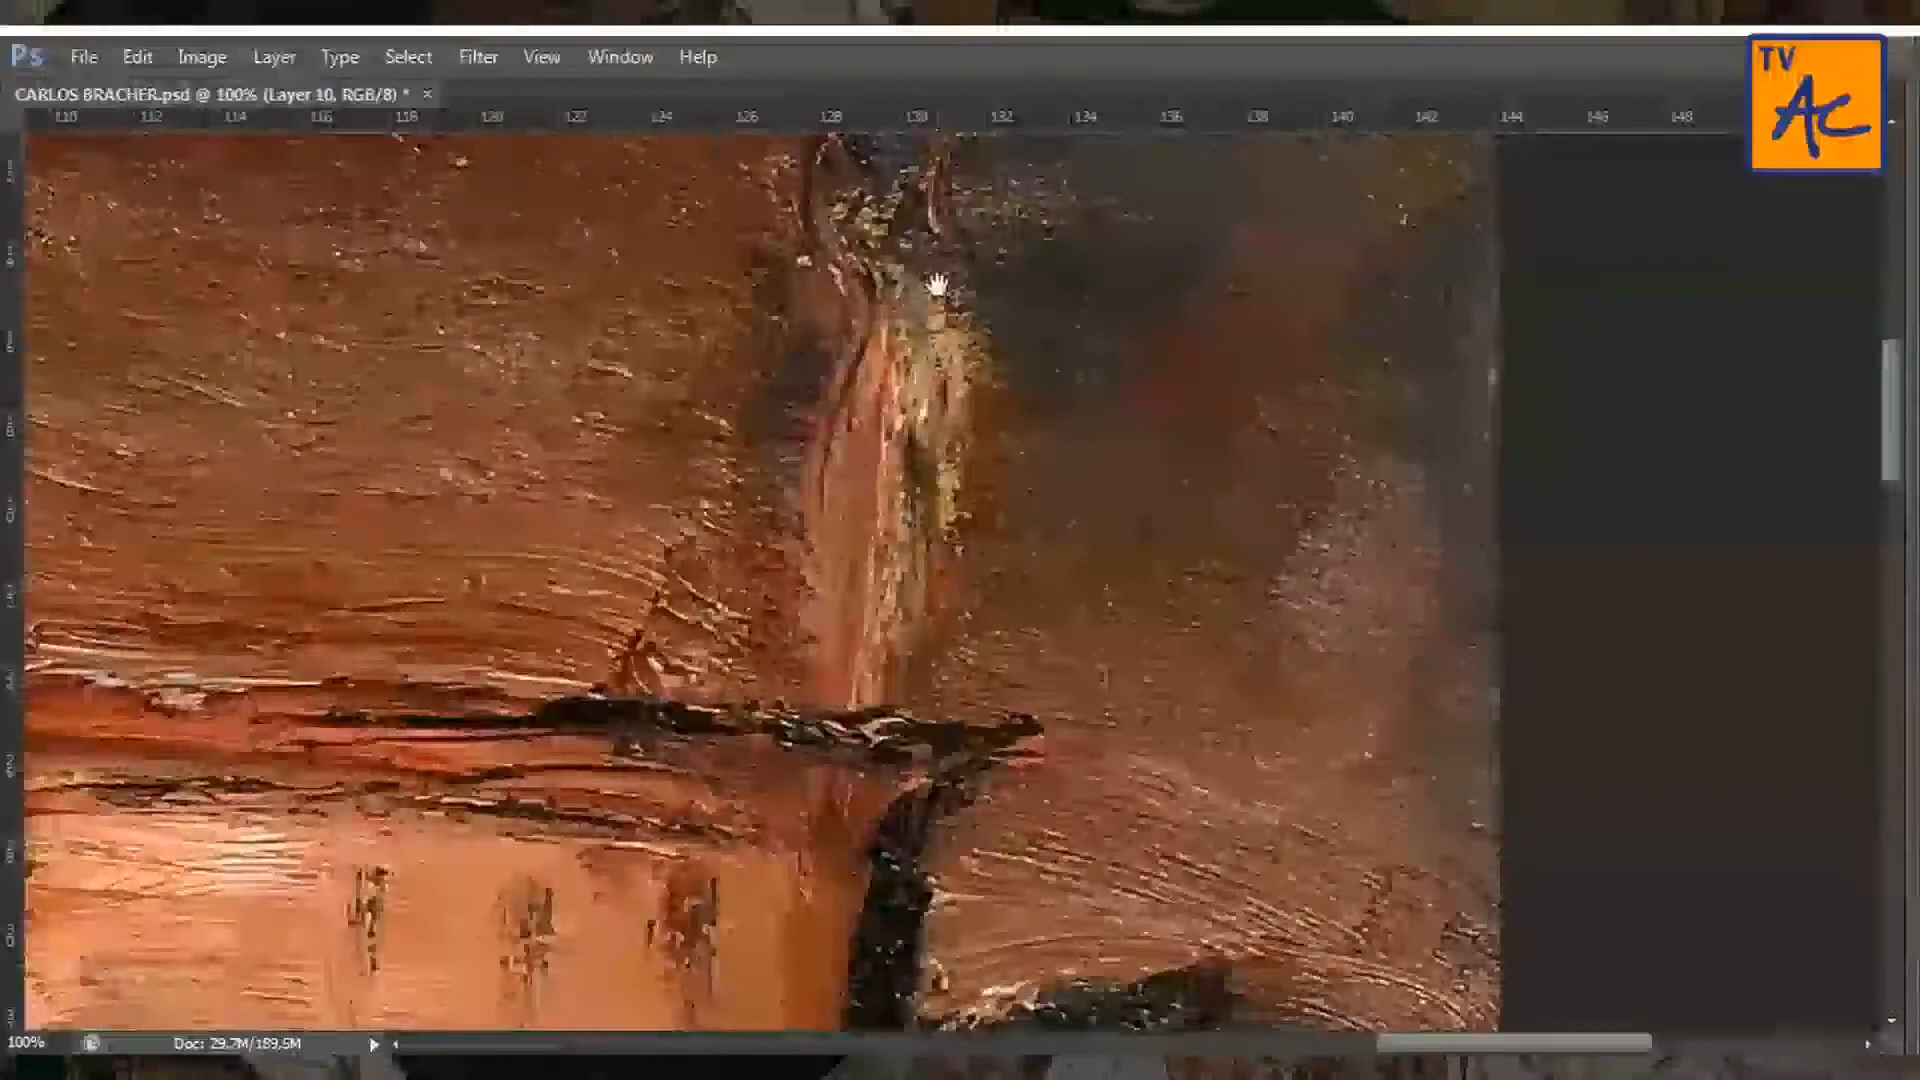 Ps File Edit Image Layer Type Select Filter View Window Help
TV
AC
CARLOS BRACHER.psd @ 100% (Layer 10, RGB/8) * ×
110 112 114 116 118 120 122 124 126 128 130 132 134 136 138 140 142 144 146 148
100% Doc: 29,7M/189,5M